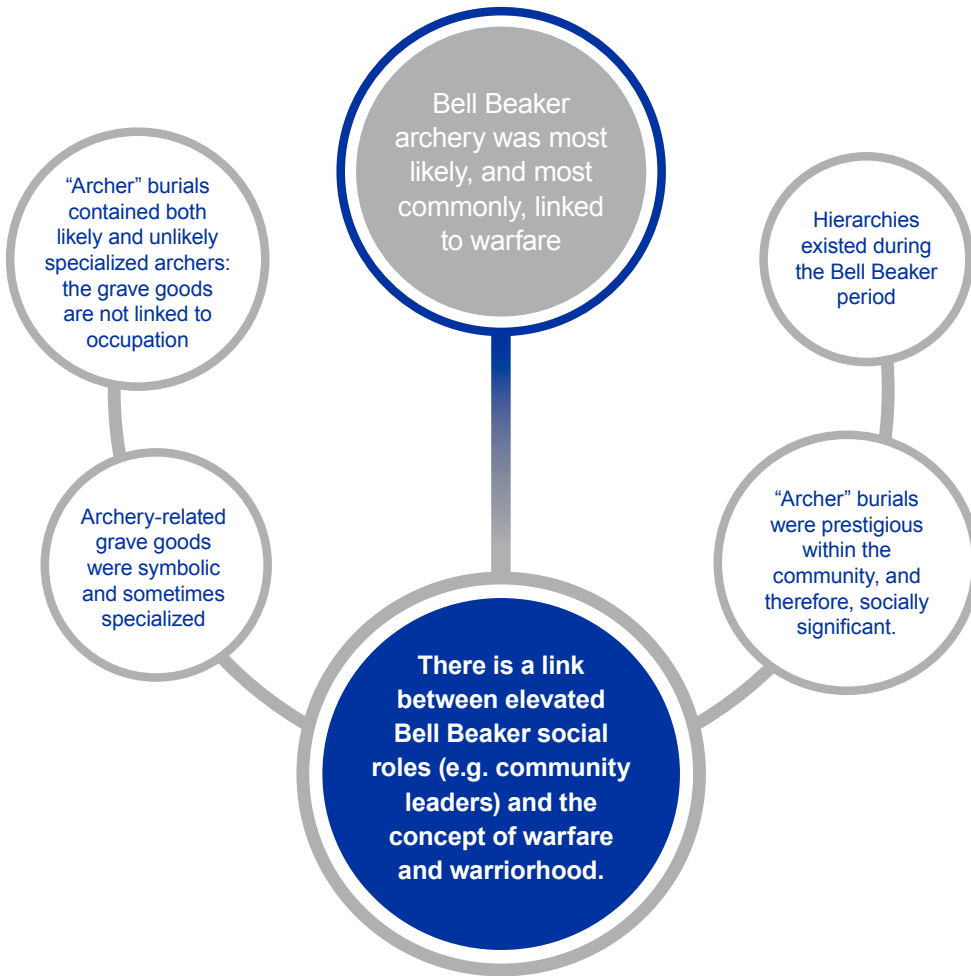 Bell Beaker
archery was most
likely, and most
commonly, linked
to warfare
“Archer” burials
contained both
likely and unlikely
specialized archers:
the grave goods
are not linked to
occupation
Hierarchies
existed during
the Bell Beaker
period
Archery-related
grave goods
were symbolic
and sometimes
specialized
“Archer” burials
were prestigious
within the
community, and
therefore, socially
significant.
There is a link
between elevated
Bell Beaker social
roles (e.g. community
leaders) and the
concept of warfare
and warriorhood.